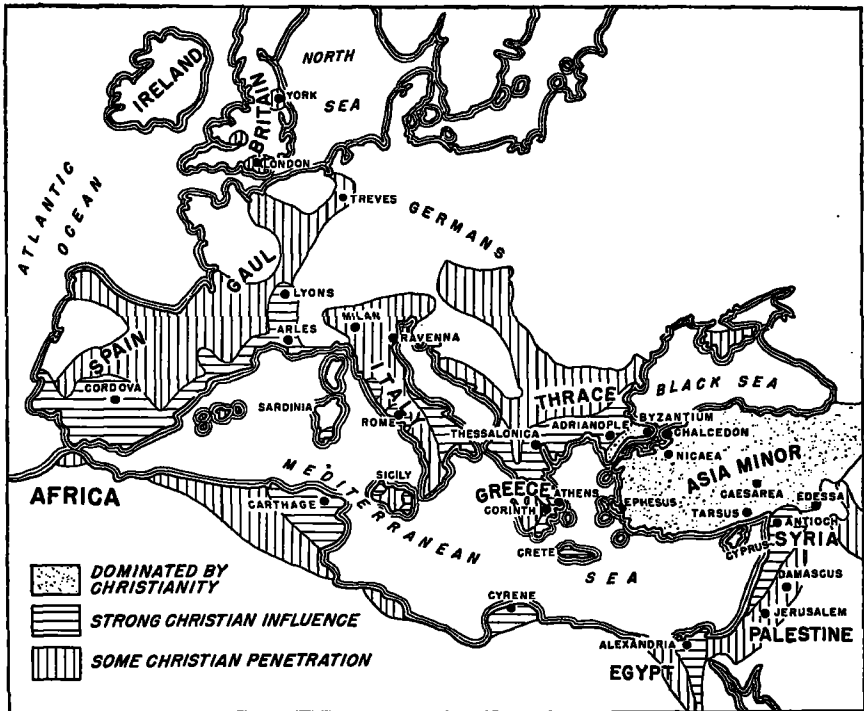 IRELAND
NORTH
SEA
BRITAIN
YORK
LONDON
ATLANTIC
OCEAN
TREVES
GERMANS
GAUL
LYONS
MILAN
ARLES
RAVENNA
SPAIN
CORDOVA
ITALY
SARDINIA
ROME
THRACE
BLACK SEA
ADRIANOPLE
BYZANTIUM
CHALCEDON
THESSALONICA
NICAEA
ASIA MINOR
MEDITERRANEAN
SEA
SICILY
GREECE
ATHENS
CORINTH
EPHESUS
CAESAREA
EDESSA
TARSUS
ANTIOCH
AFRICA
CARTHAGE
CRETE
CYPRUS
SYRIA
DAMASCUS
CYRENE
JERUSALEM
PALESTINE
ALEXANDRIA
EGYPT
DOMINATED BY
CHRISTIANITY
STRONG CHRISTIAN INFLUENCE
SOME CHRISTIAN PENETRATION